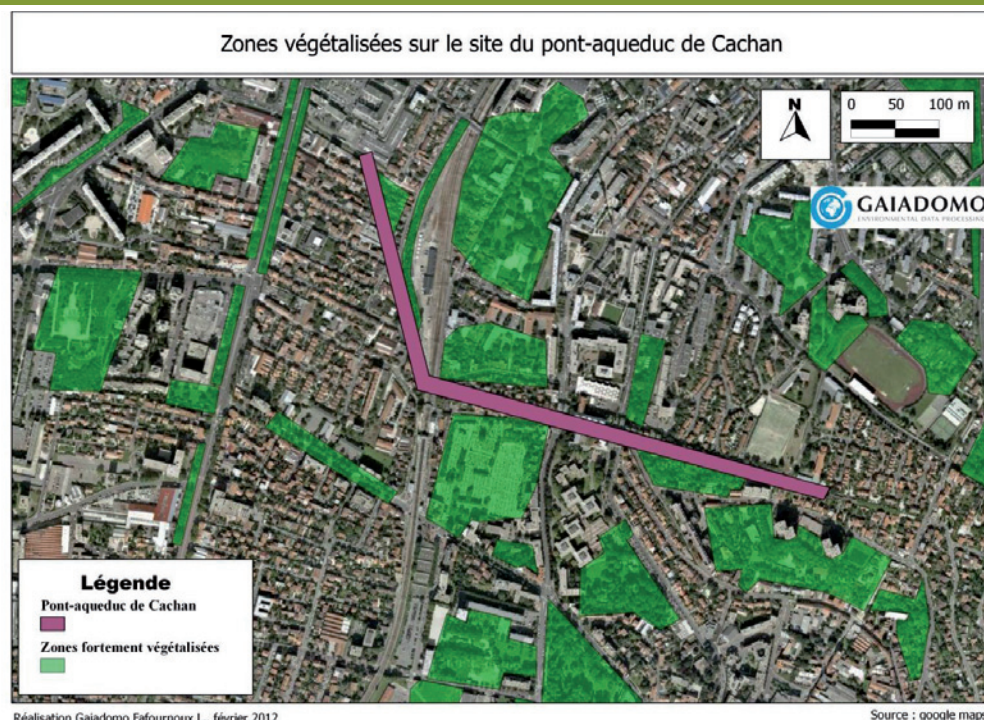 Zones végétalisées sur le site du pont-aqueduc de Cachan
N
0 50 100 m
GAIADOMO
ENVIRONMENTAL DATA PROCESSING
Légende
Pont-aqueduc de Cachan
Zones fortement végétalisées
Réalisation Gaiadomo Fafournoux L., février 2012
Source : google maps